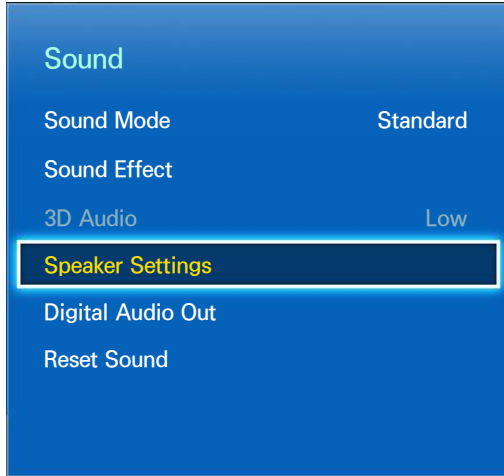 Sound
Sound Mode Standard
Sound Effect
3D Audio Low
Speaker Settings
Digital Audio Out
Reset Sound